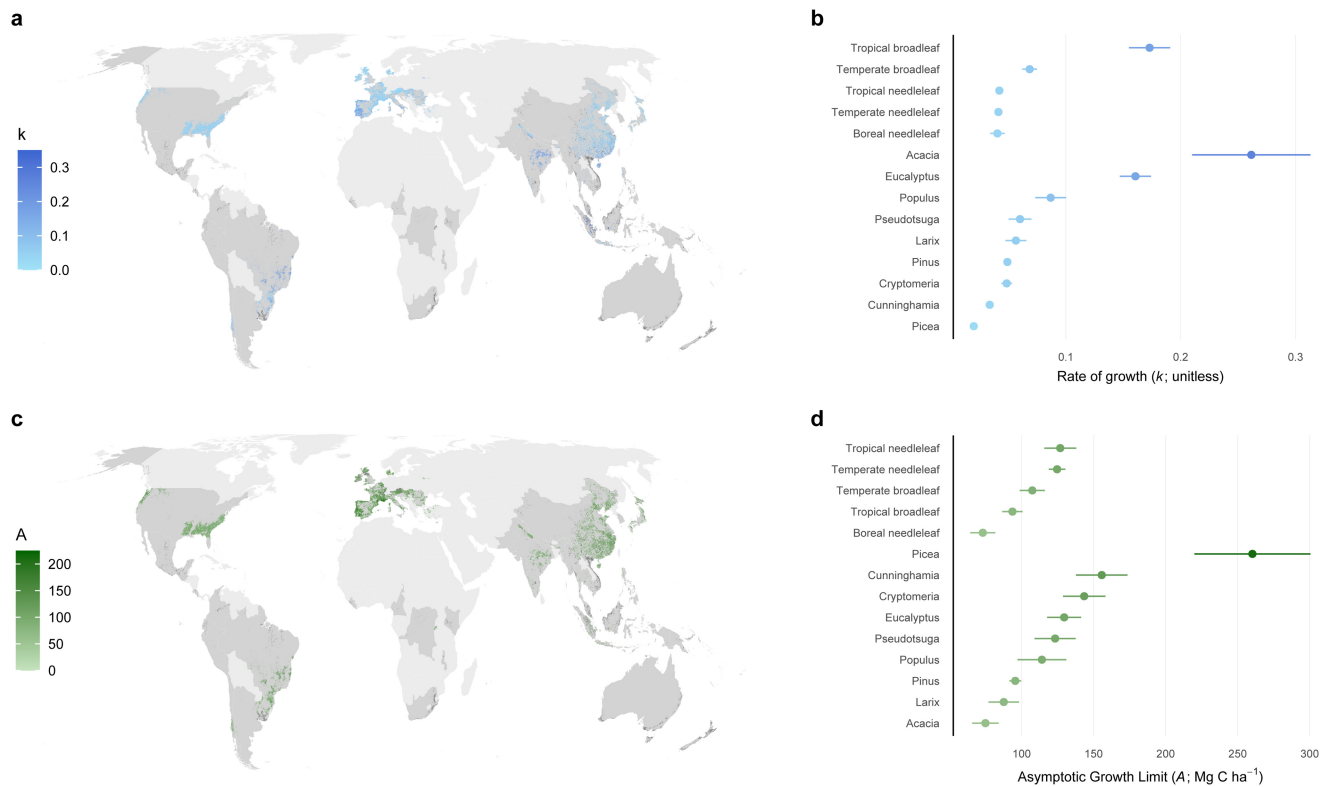 a
k
0.3
0.2
0.1
0.0
b
Tropical broadleaf
Temperate broadleaf
Tropical needleleaf
Temperate needleleaf
Boreal needleleaf
Acacia
Eucalyptus
Populus
Pseudotsuga
Larix
Pinus
Cryptomeria
Cunninghamia
Picea
0.1 0.2 0.3
Rate of growth (k; unitless)
c
A
200
150
100
50
0
d
Tropical needleleaf
Temperate needleleaf
Temperate broadleaf
Tropical broadleaf
Boreal needleleaf
Picea
Cunninghamia
Cryptomeria
Eucalyptus
Pseudotsuga
Populus
Pinus
Larix
Acacia
100 150 200 250 300
Asymptotic Growth Limit (A; Mg C ha⁻¹)